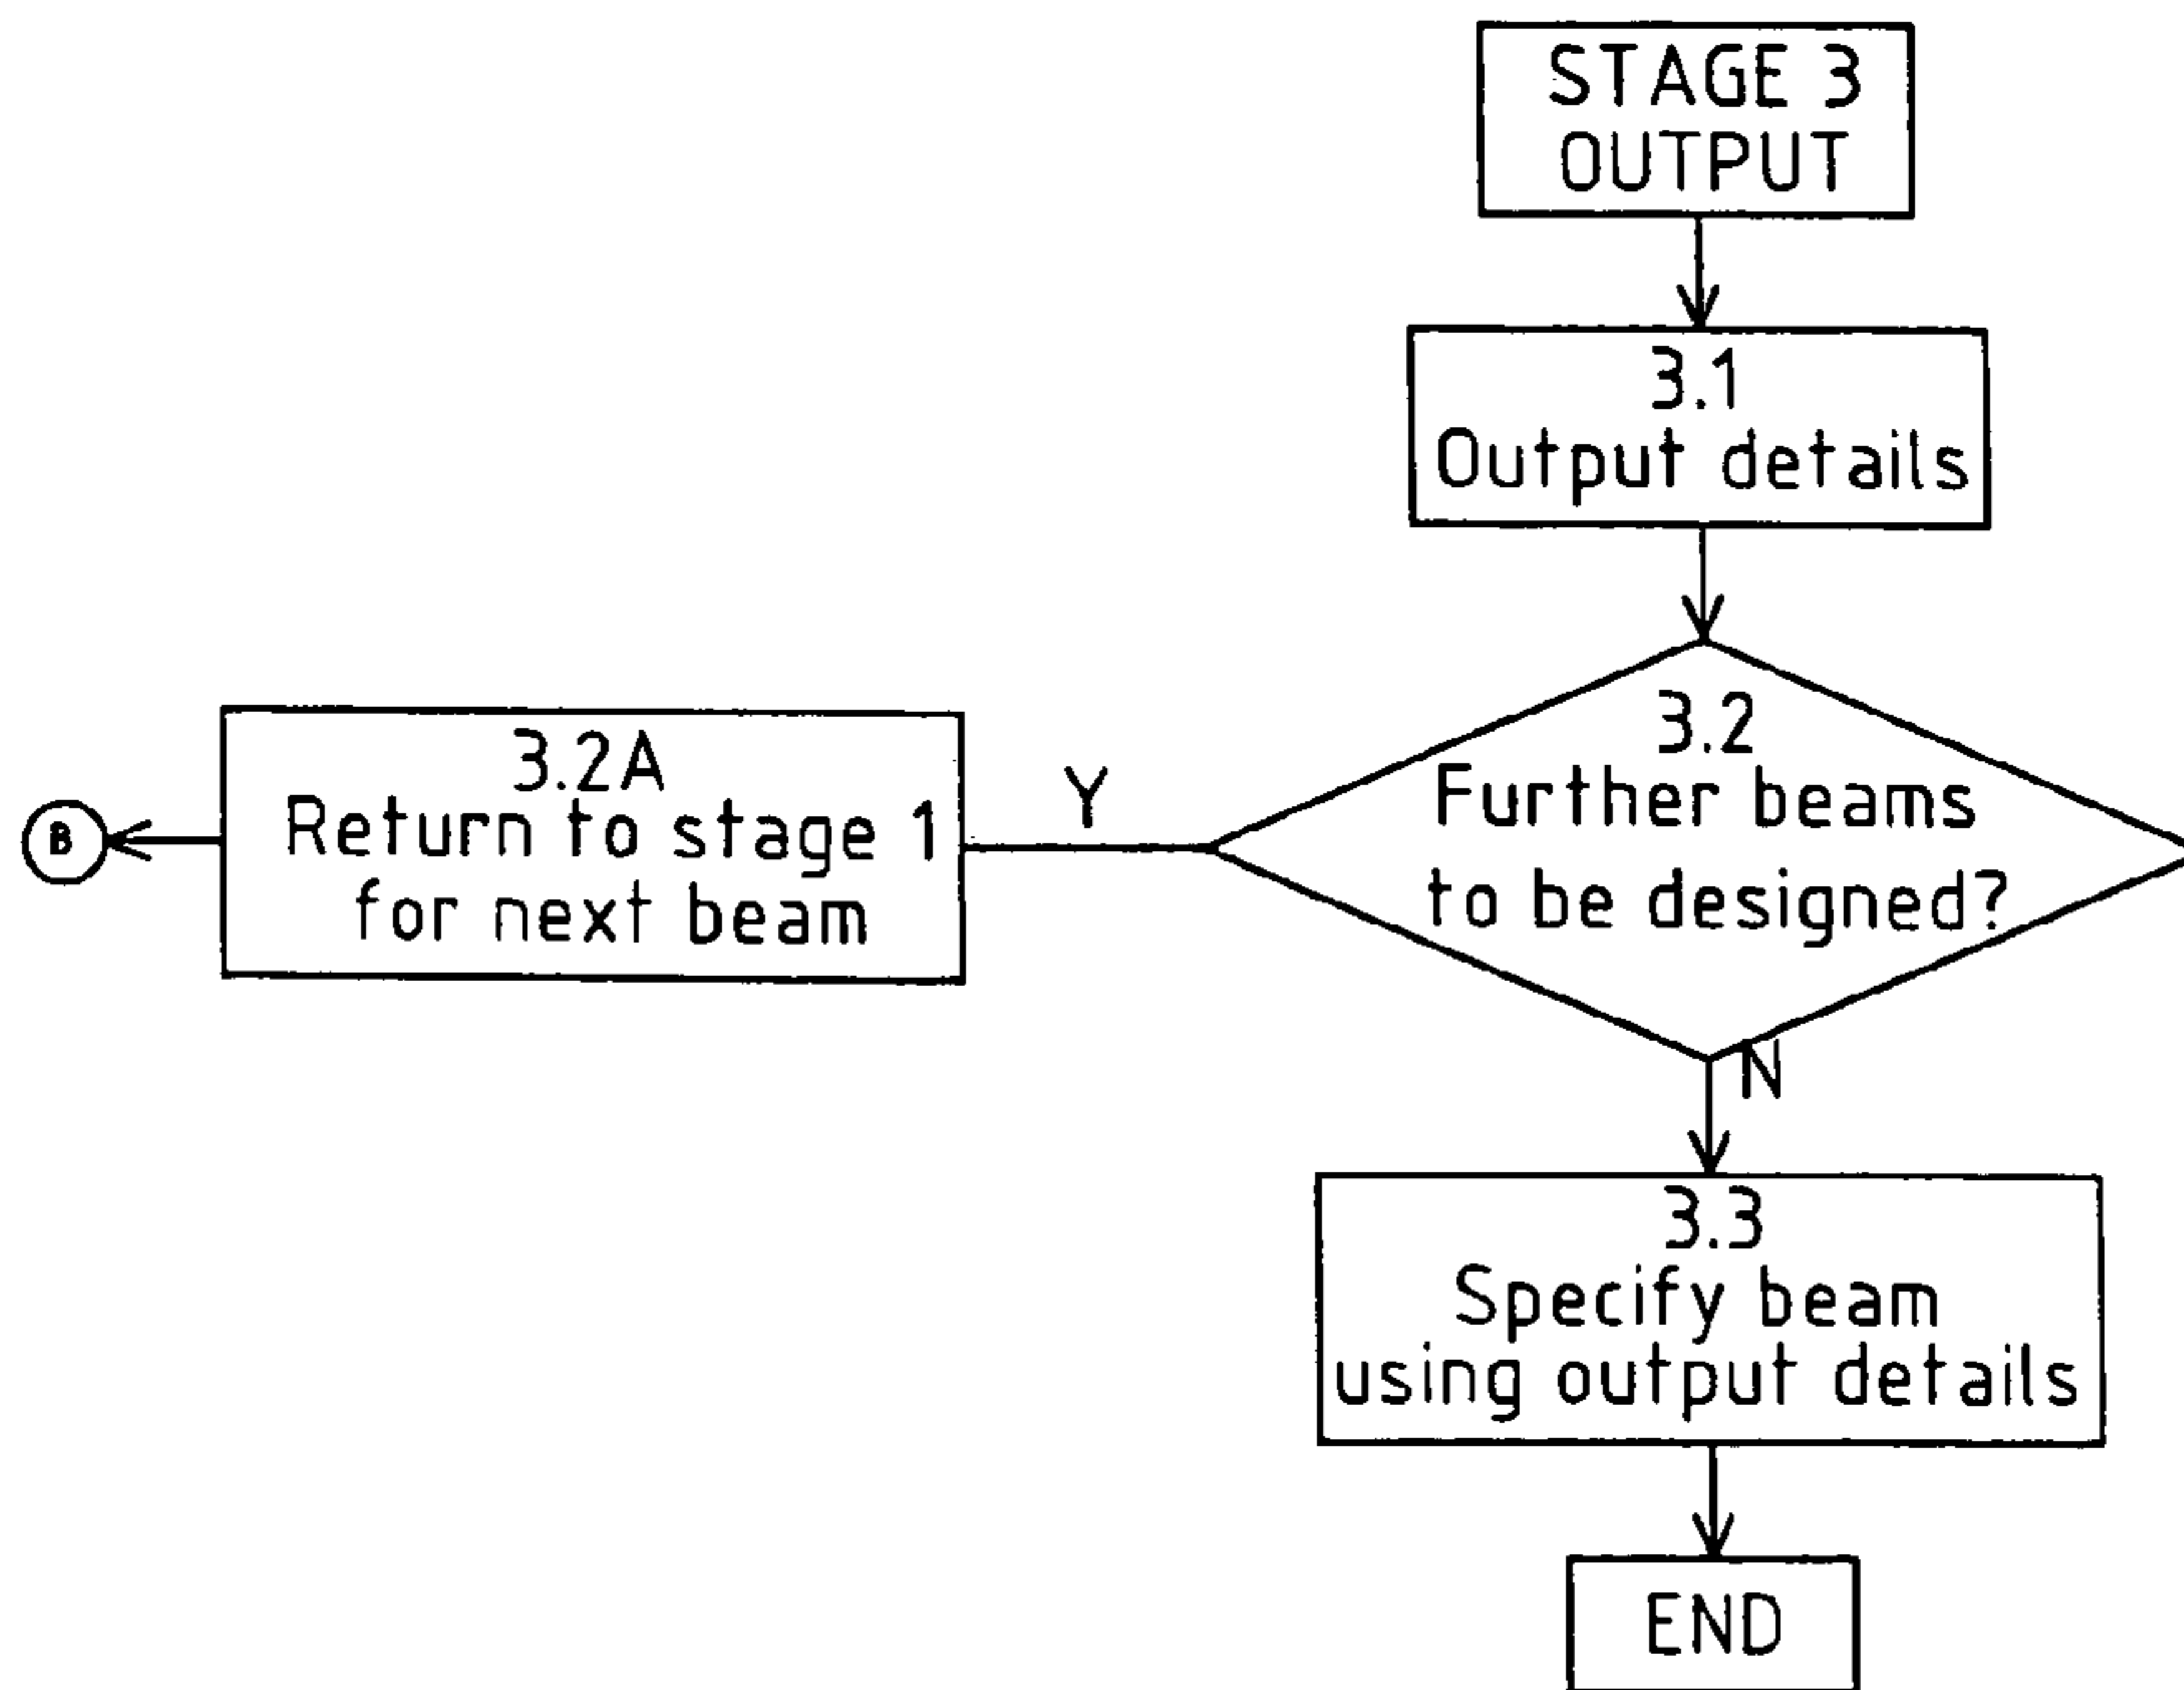 STAGE 3
OUTPUT
3.1
Output details
3.2
Further beams
to be designed?
Y
3.2A
Return to stage 1
for next beam
B
N
3.3
Specify beam
using output details
END